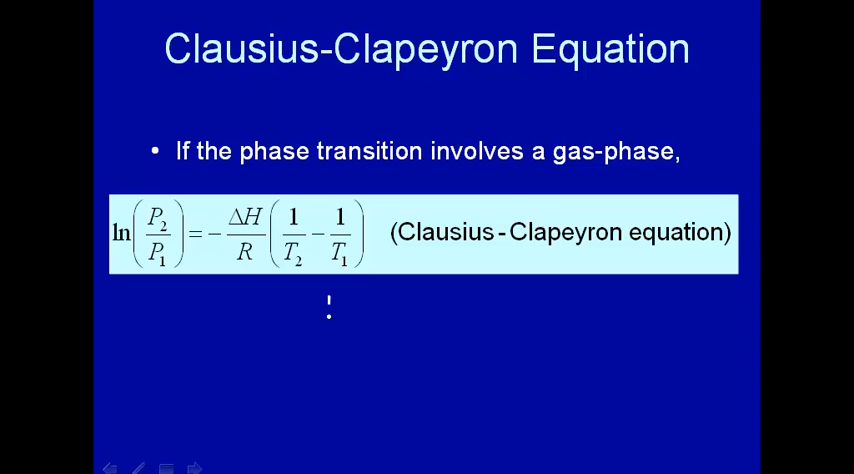 Clausius-Clapeyron Equation
• If the phase transition involves a gas-phase,
ln(P₂/P₁) = −ΔH/R (1/T₂ − 1/T₁) (Clausius - Clapeyron equation)
!